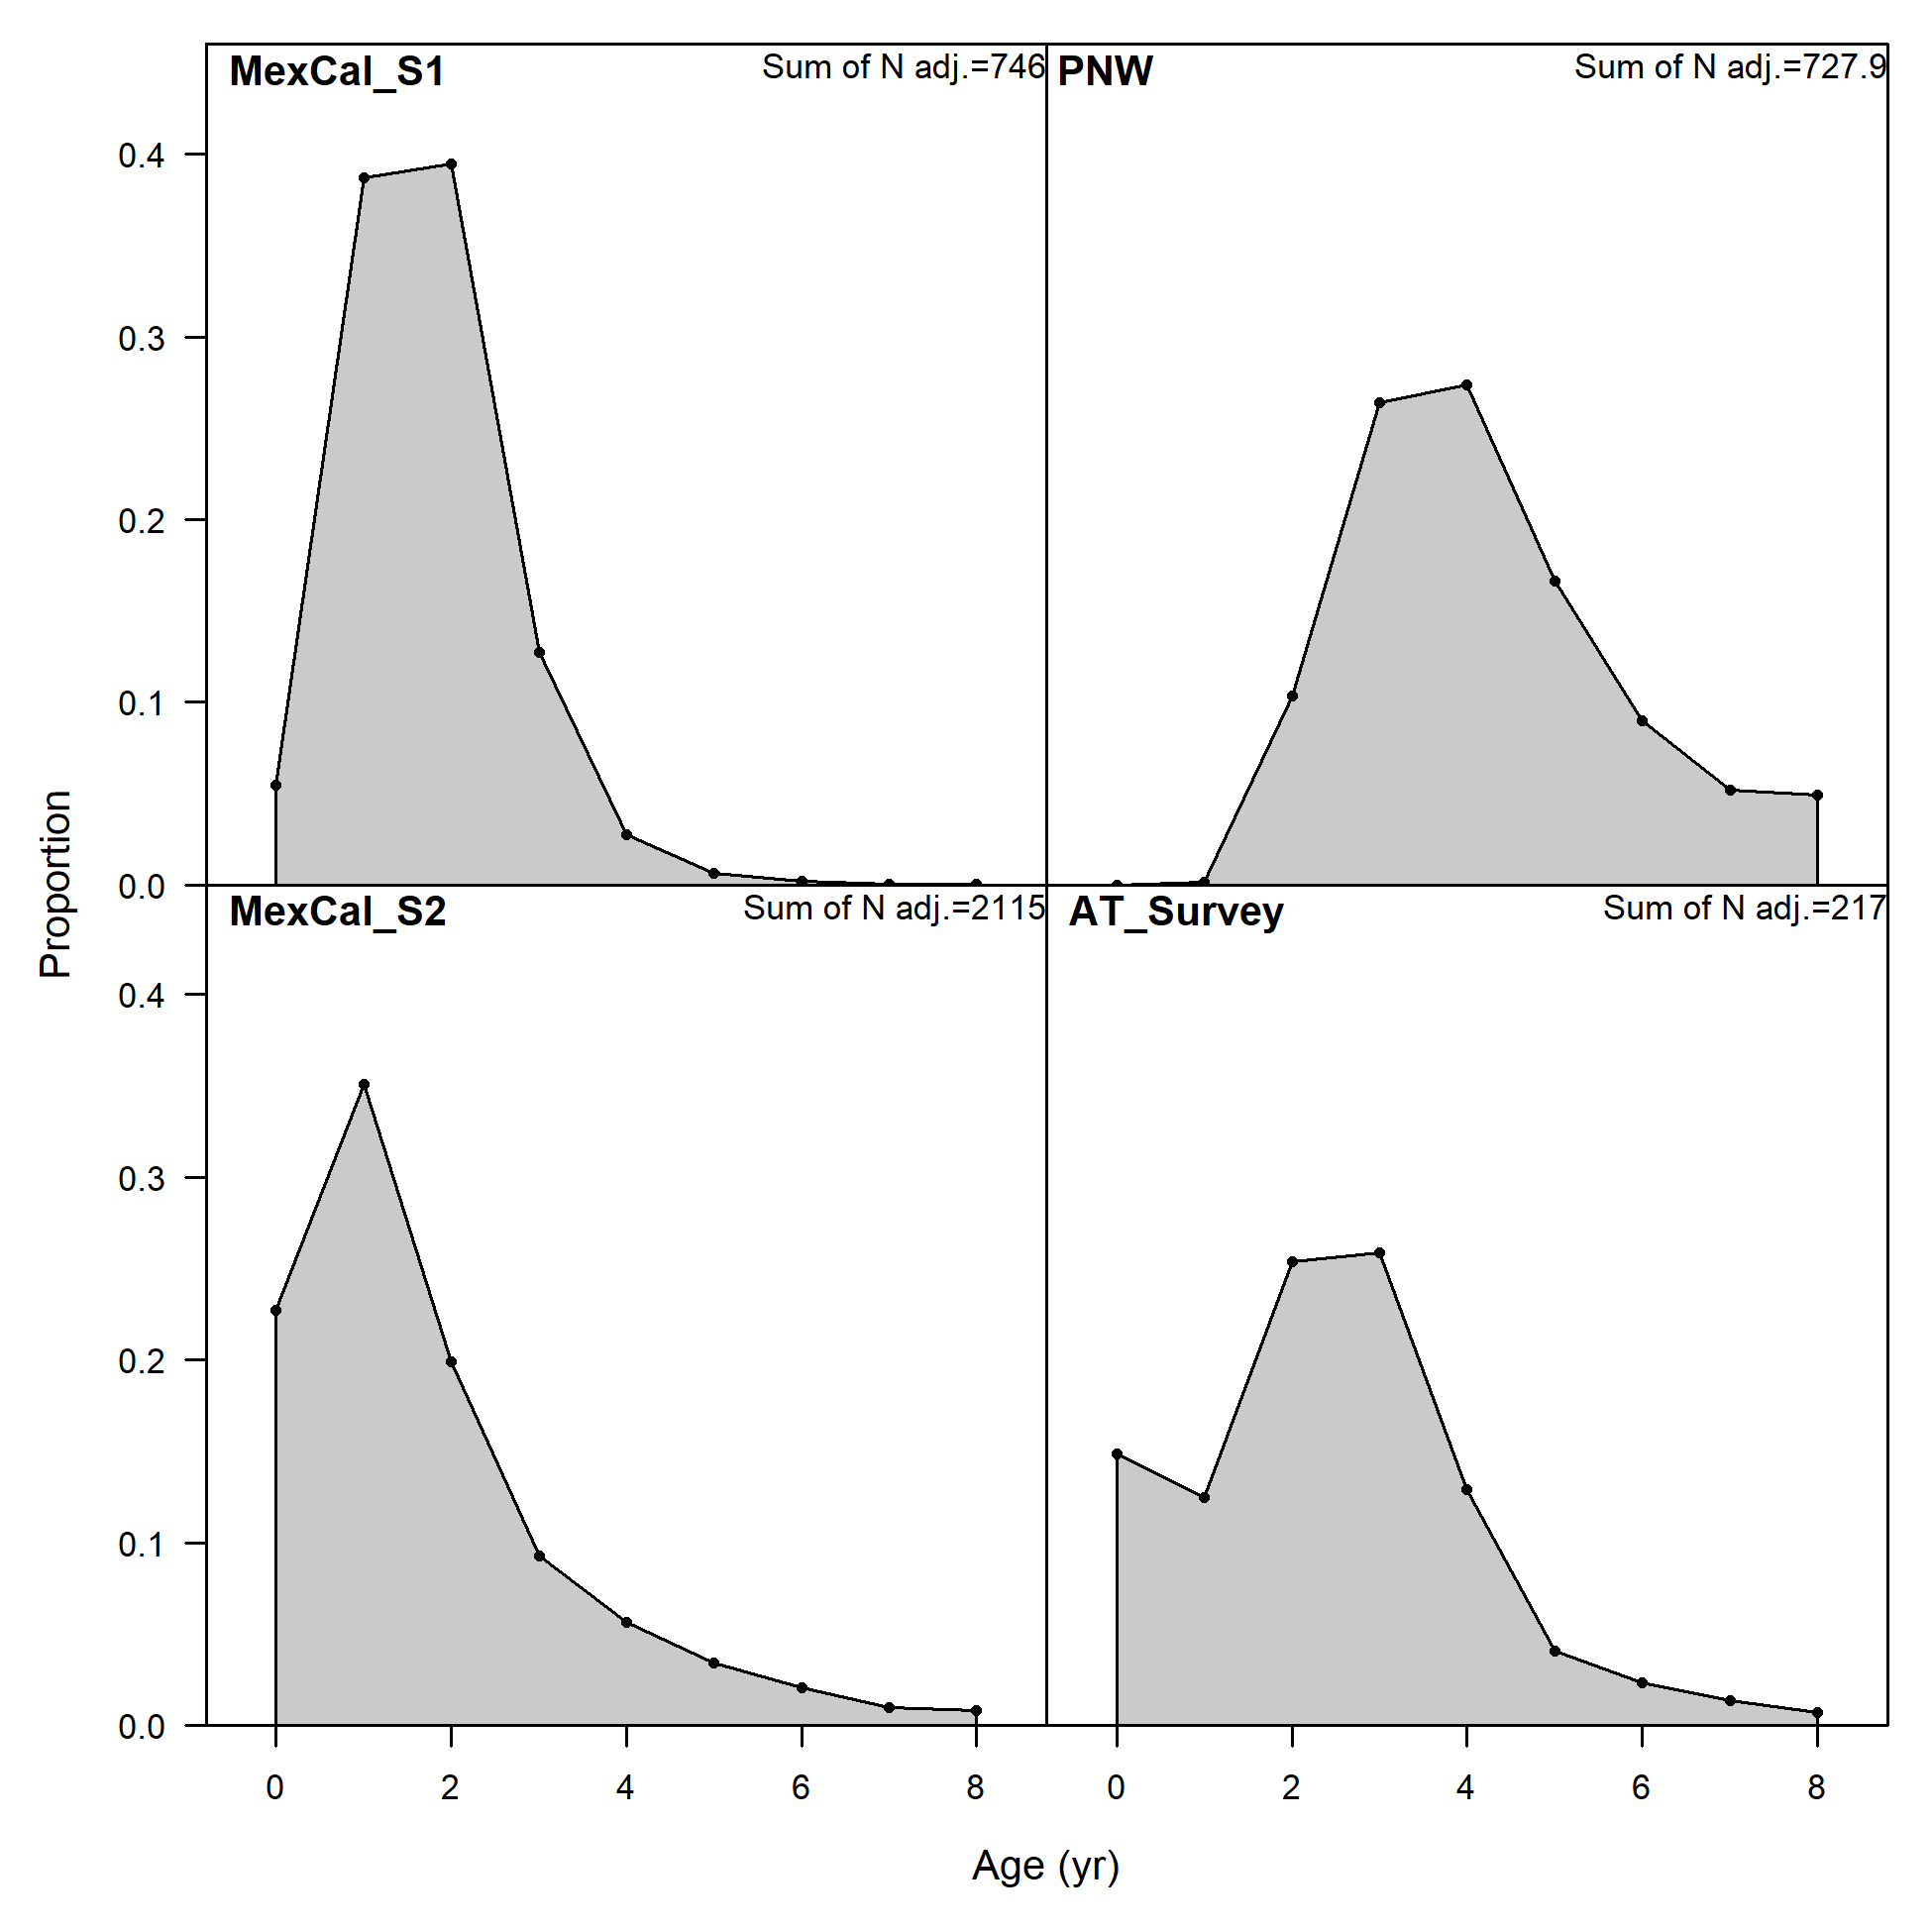 MexCal_S1
Sum of N adj.=746
PNW
Sum of N adj.=727.9
0.4
0.3
0.2
0.1
0.0
MexCal_S2
Sum of N adj.=2115
AT_Survey
Sum of N adj.=217
0.4
0.3
0.2
0.1
0.0
Proportion
0 2 4 6 8
0 2 4 6 8
Age (yr)